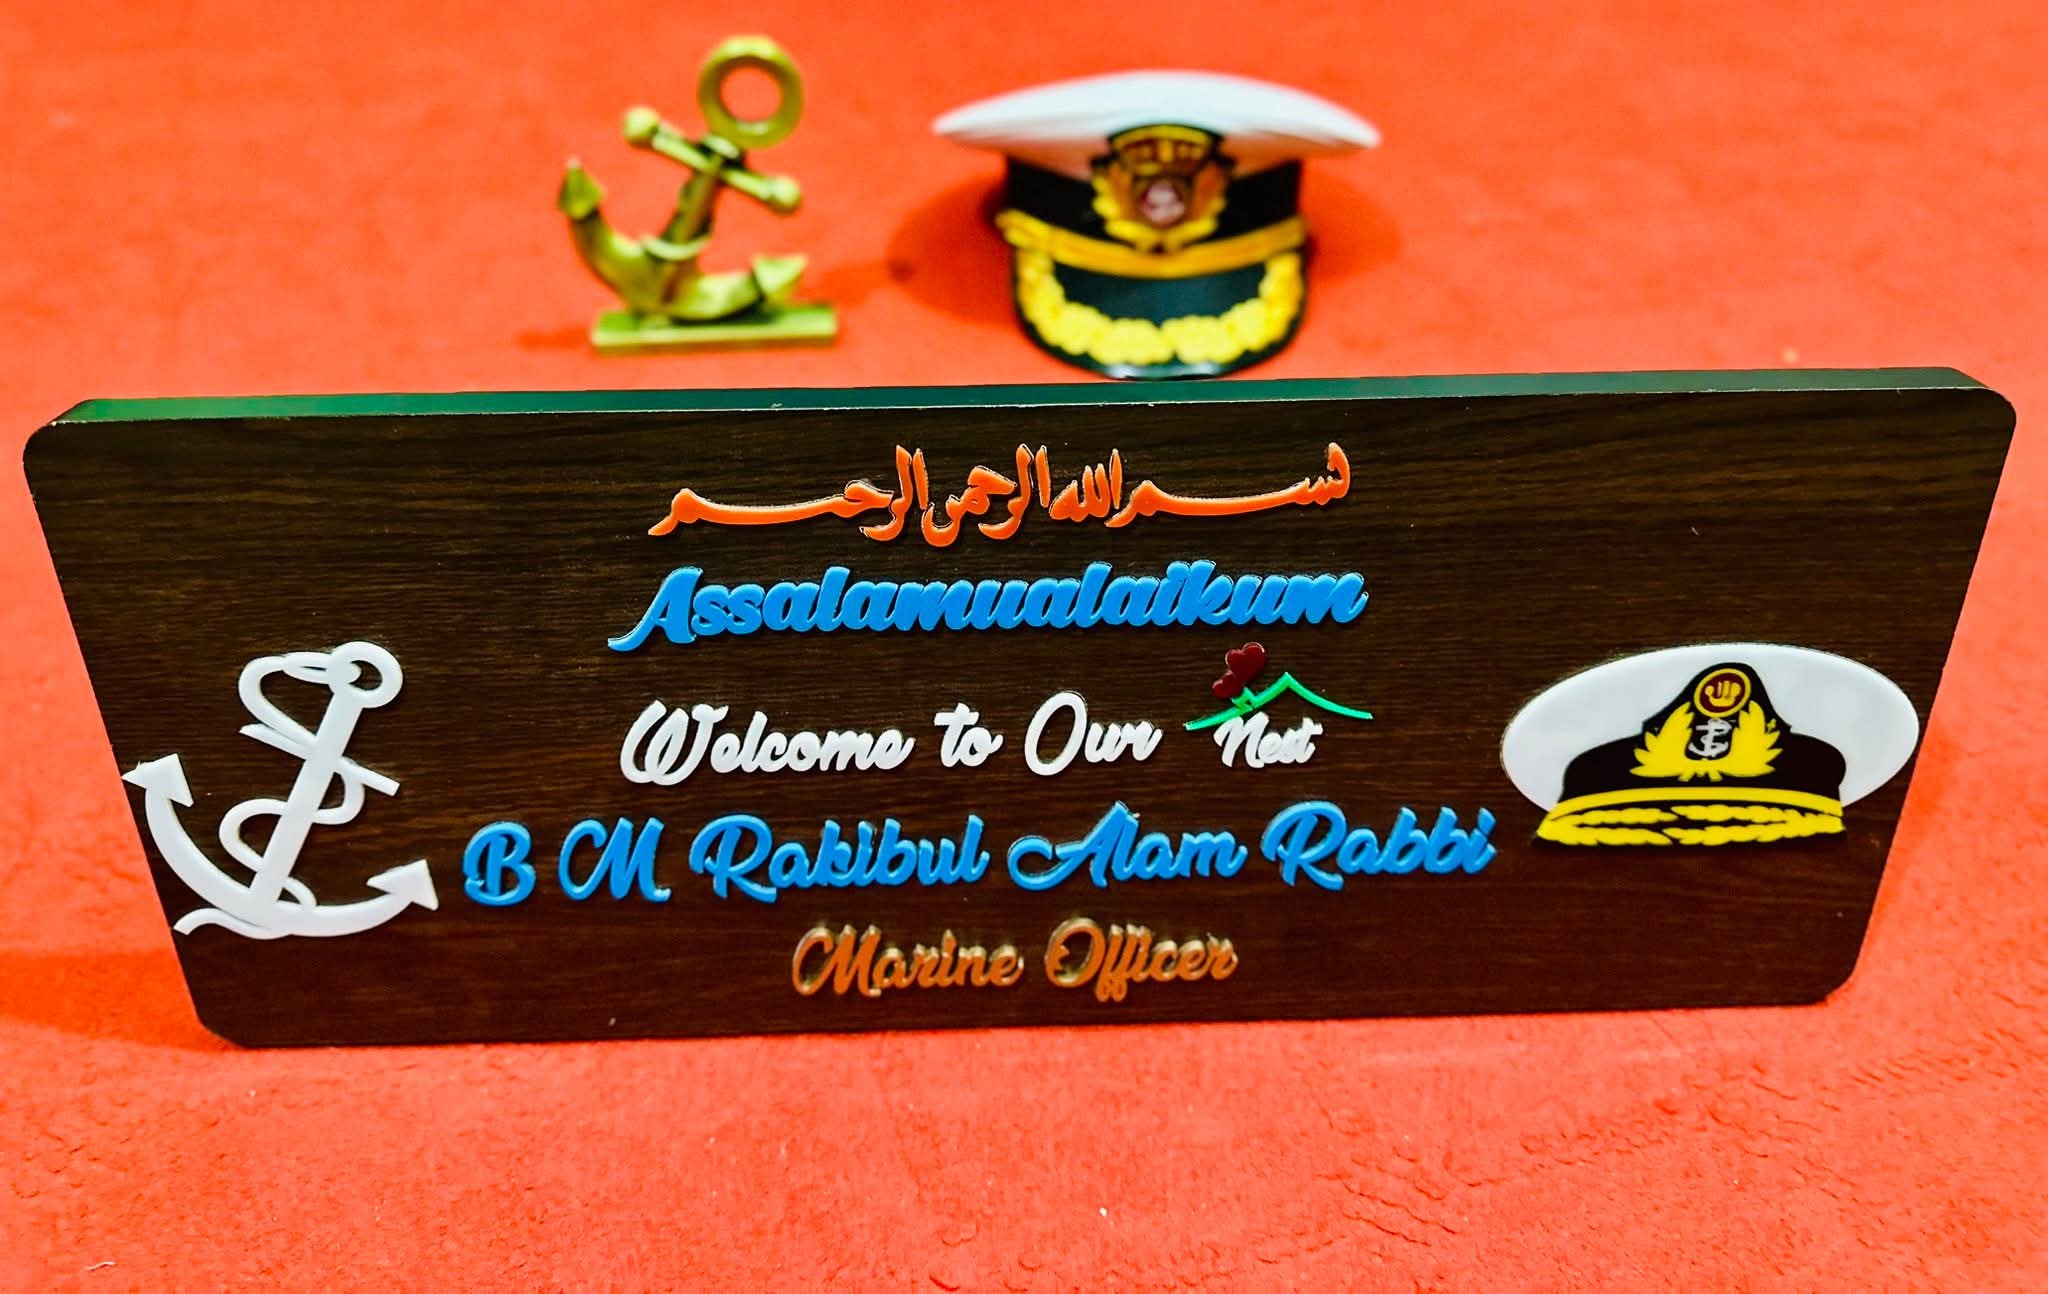 بسم الله الرحمن الرحيم
Assalamualaikum
Welcome to Our Nest
B M Rakibul Alam Rabbi
Marine Officer